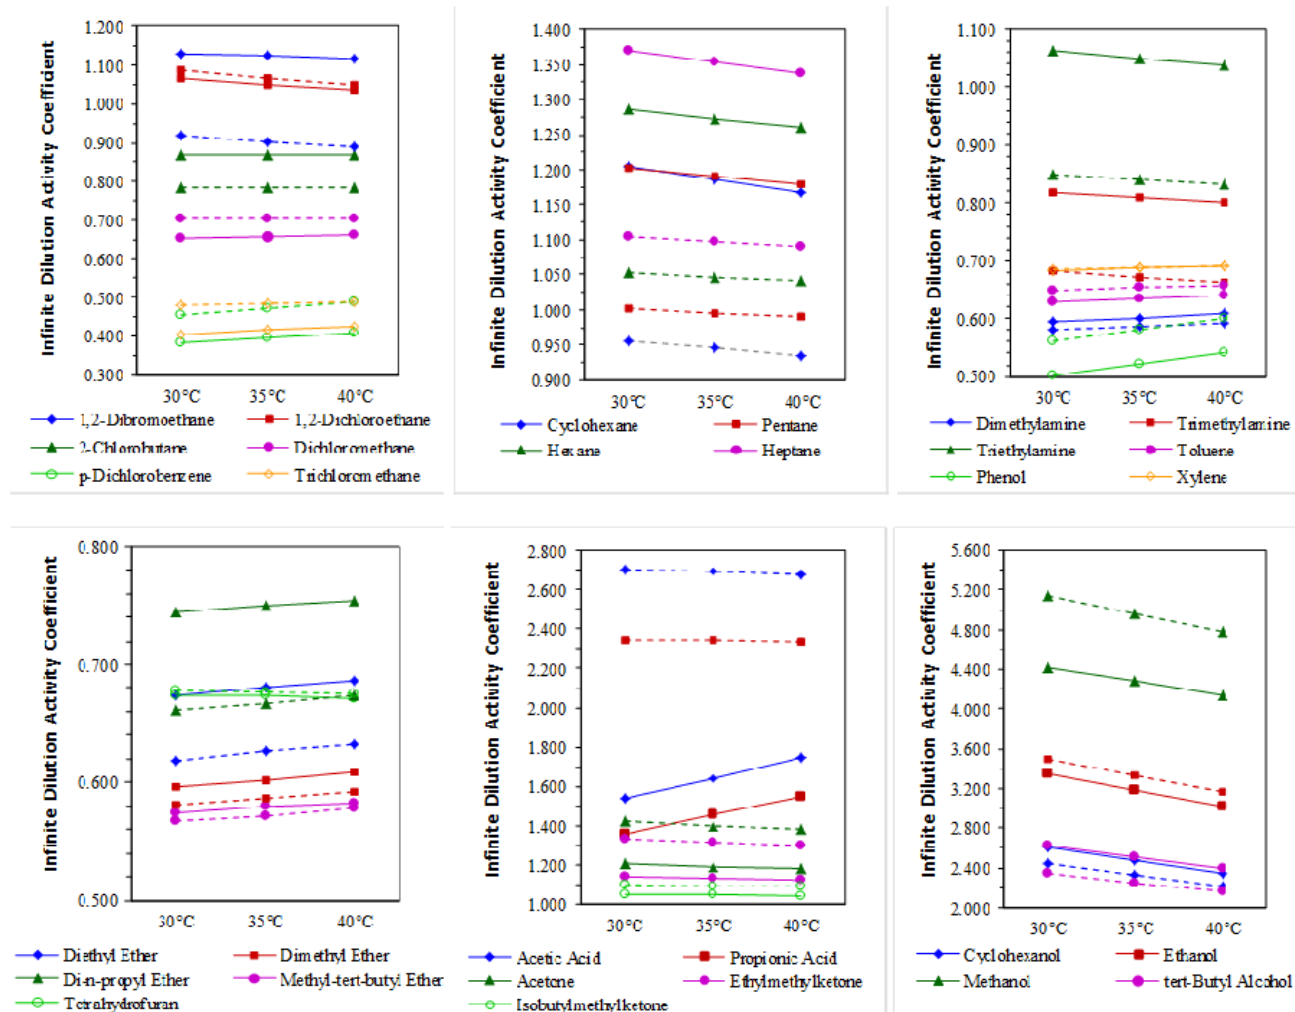 Infinite Dilution Activity Coefficient
1.200
1.100
1.000
0.900
0.800
0.700
0.600
0.500
0.400
0.300
30°C 35°C 40°C
1,2-Dibromoethane 1,2-Dichloroethane
2-Chlorobutane Dichloromethane
p-Dichlorobenzene Trichloromethane
Infinite Dilution Activity Coefficient
1.400
1.350
1.300
1.250
1.200
1.150
1.100
1.050
1.000
0.950
0.900
30°C 35°C 40°C
Cyclohexane Pentane
Hexane Heptane
Infinite Dilution Activity Coefficient
1.100
1.000
0.900
0.800
0.700
0.600
0.500
30°C 35°C 40°C
Dimethylamine Trimethylamine
Triethylamine Toluene
Phenol Xylene
Infinite Dilution Activity Coefficient
0.800
0.700
0.600
0.500
30°C 35°C 40°C
Diethyl Ether Dimethyl Ether
Di-n-propyl Ether Methyl-tert-butyl Ether
Tetrahydrofuran
Infinite Dilution Activity Coefficient
2.800
2.600
2.400
2.200
2.000
1.800
1.600
1.400
1.200
1.000
30°C 35°C 40°C
Acetic Acid Propionic Acid
Acetone Ethylmethylketone
Isobutylmethylketone
Infinite Dilution Activity Coefficient
5.600
5.200
4.800
4.400
4.000
3.600
3.200
2.800
2.400
2.000
30°C 35°C 40°C
Cyclohexanol Ethanol
Methanol tert-Butyl Alcohol